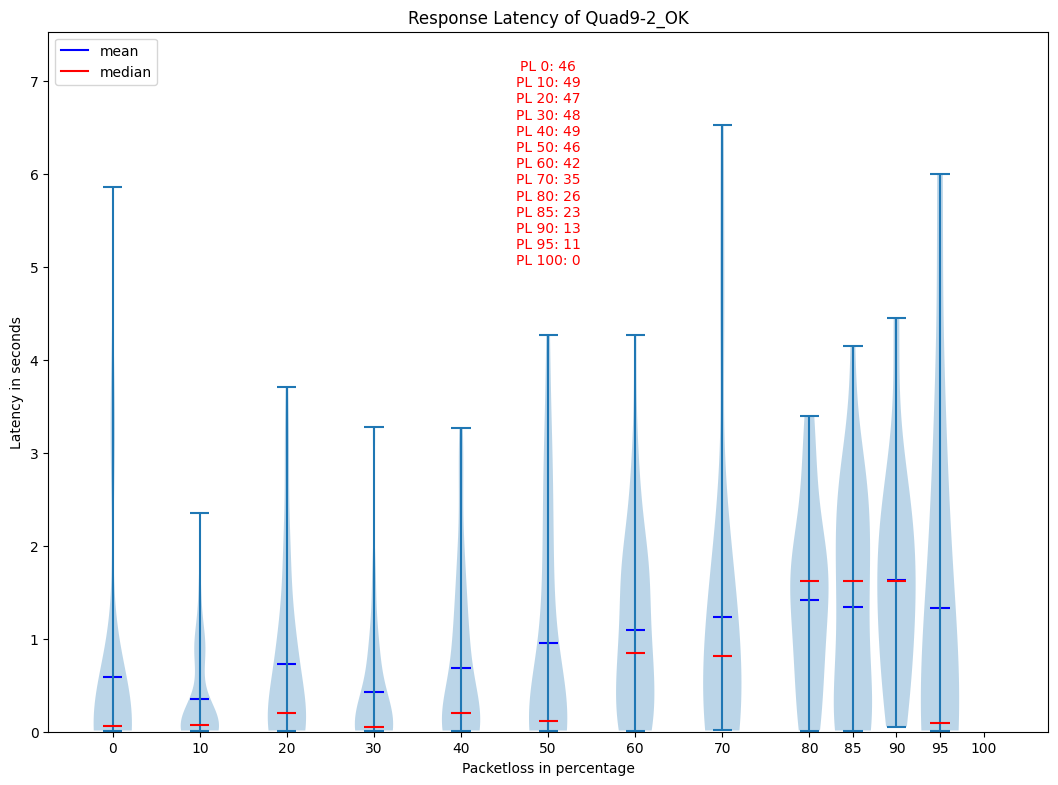 Response Latency of Quad9-2_OK
mean
median
PL 0: 46
PL 10: 49
PL 20: 47
PL 30: 48
PL 40: 49
PL 50: 46
PL 60: 42
PL 70: 35
PL 80: 26
PL 85: 23
PL 90: 13
PL 95: 11
PL 100: 0
Latency in seconds
7
6
5
4
3
2
1
0
0 10 20 30 40 50 60 70 80 85 90 95 100
Packetloss in percentage